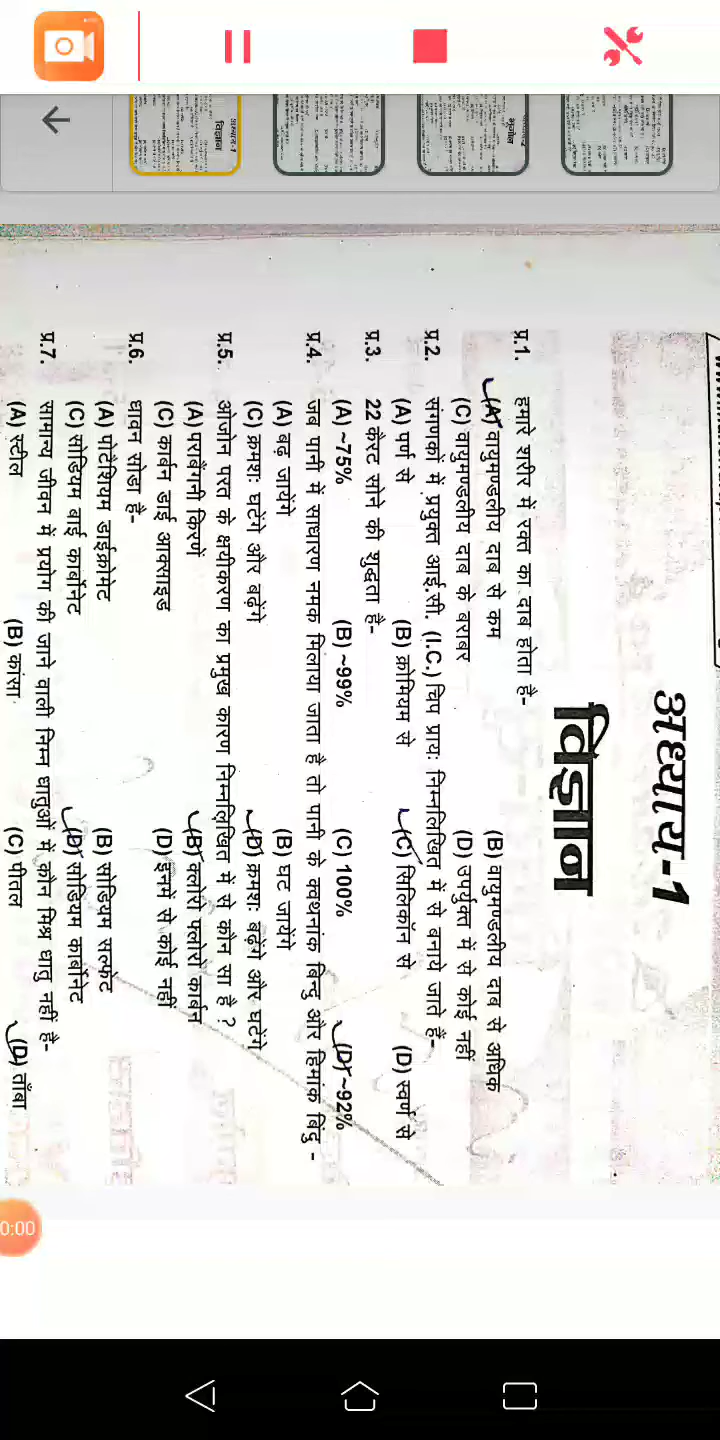 अध्याय-1
विज्ञान
प्र.1. हमारे शरीर में रक्त का दाब होता है-
(A) वायुमण्डलीय दाब से कम (B) वायुमण्डलीय दाब से अधिक
(C) वायुमण्डलीय दाब के बराबर (D) उपर्युक्त में से कोई नहीं
प्र.2. संगणकों में प्रयुक्त आई.सी. (I.C.) चिप प्रायः निम्नलिखित में से बनाये जाते हैं-
(A) पर्ण से (B) क्रोमियम से (C) सिलिकॉन से (D) स्वर्ण से
प्र.3. 22 कैरट सोने की शुद्धता है-
(A) ~75% (B) ~99% (C) 100% (D) ~92%
प्र.4. जब पानी में साधारण नमक मिलाया जाता है तो पानी के क्वथनांक बिन्दु और हिमांक बिंदु -
(A) बढ़ जायेंगे (B) घट जायेंगे
(C) क्रमशः घटेंगे और बढ़ेंगे (D) क्रमशः बढ़ेंगे और घटेंगे
प्र.5. ओजोन परत के क्षयीकरण का प्रमुख कारण निम्नलिखित में से कौन सा है ?
(A) पराबैंगनी किरणें (B) क्लोरो फ्लोरो कार्बन
(C) कार्बन डाई आक्साइड (D) इनमें से कोई नहीं
प्र.6. धावन सोडा है-
(A) पोटैशियम डाईक्रोमेट (B) सोडियम सल्फेट
(C) सोडियम बाई कार्बोनेट (D) सोडियम कार्बोनेट
प्र.7. सामान्य जीवन में प्रयोग की जाने वाली निम्न धातुओं में कौन मिश्र धातु नहीं है-
(A) स्टील (B) कांसा (C) पीतल (D) ताँबा
0:00